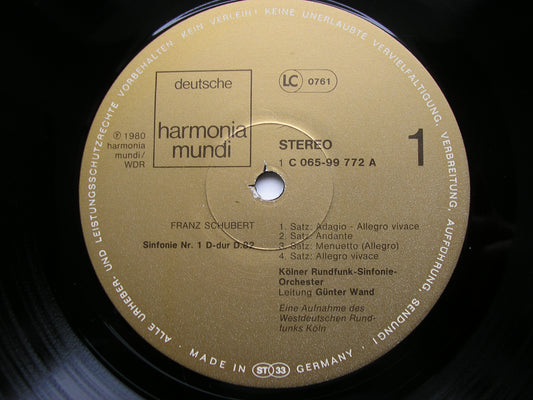 ALLE URHEBER- UND LEISTUNGSSCHUTZRECHTE VORBEHALTEN · KEIN VERLEIH! KEINE UNERLAUBTE VERVIELFÄLTIGUNG, VERBREITUNG, AUFFÜHRUNG, SENDUNG!
deutsche
harmonia
mundi
LC 0761
℗ 1980
harmonia
mundi/
WDR
STEREO
1 C 065-99 772 A
1
FRANZ SCHUBERT
Sinfonie Nr. 1 D-dur D.82
1. Satz: Adagio - Allegro vivace
2. Satz: Andante
3. Satz: Menuetto (Allegro)
4. Satz: Allegro vivace
Kölner Rundfunk-Sinfonie-
Orchester
Leitung Günter Wand
Eine Aufnahme des
Westdeutschen Rund-
funks Köln
MADE IN ST 33 GERMANY